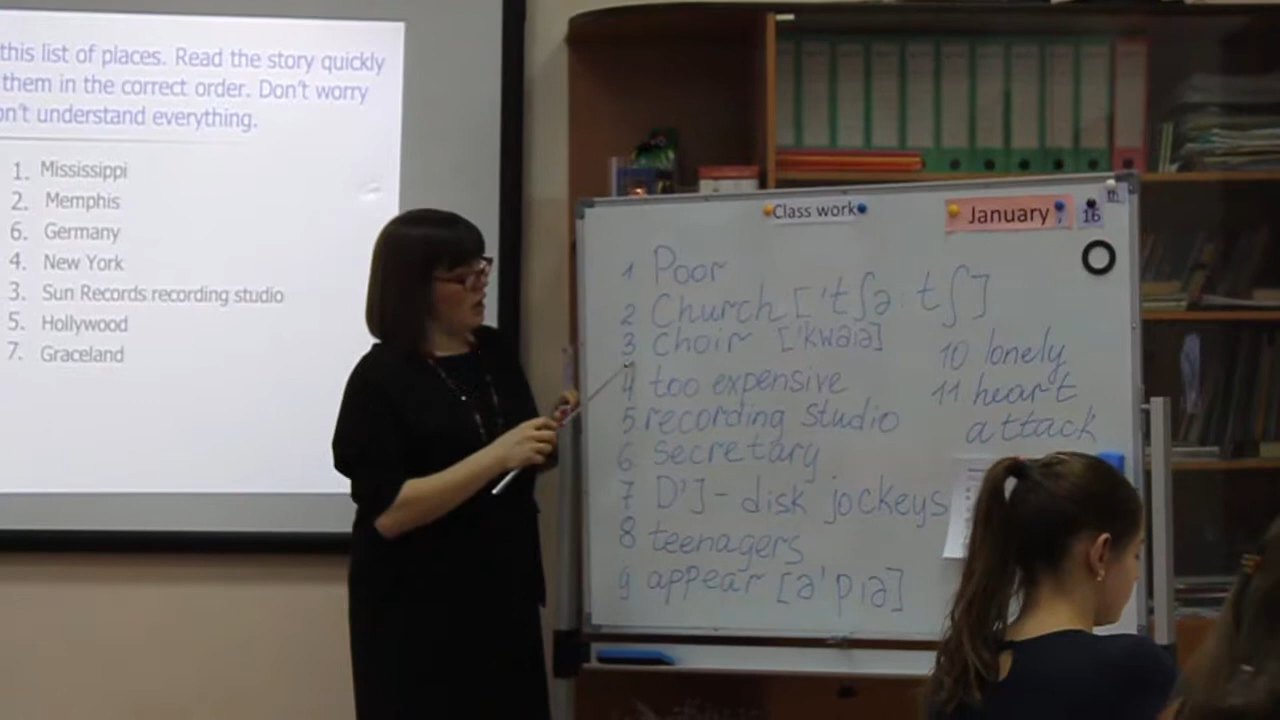 this list of places. Read the story quickly
them in the correct order. Don't worry
on't understand everything.
1. Mississippi
2. Memphis
6. Germany
4. New York
3. Sun Records recording studio
5. Hollywood
7. Graceland
Class work
January, 16th
1 Poor
2 Church ['tʃə:tʃ]
3 choir ['kwaiə]
4 too expensive
5 recording studio
6 secretary
7 D'J - disk jockeys
8 teenagers
9 appear [ə'pıə]
10 lonely
11 heart
attack